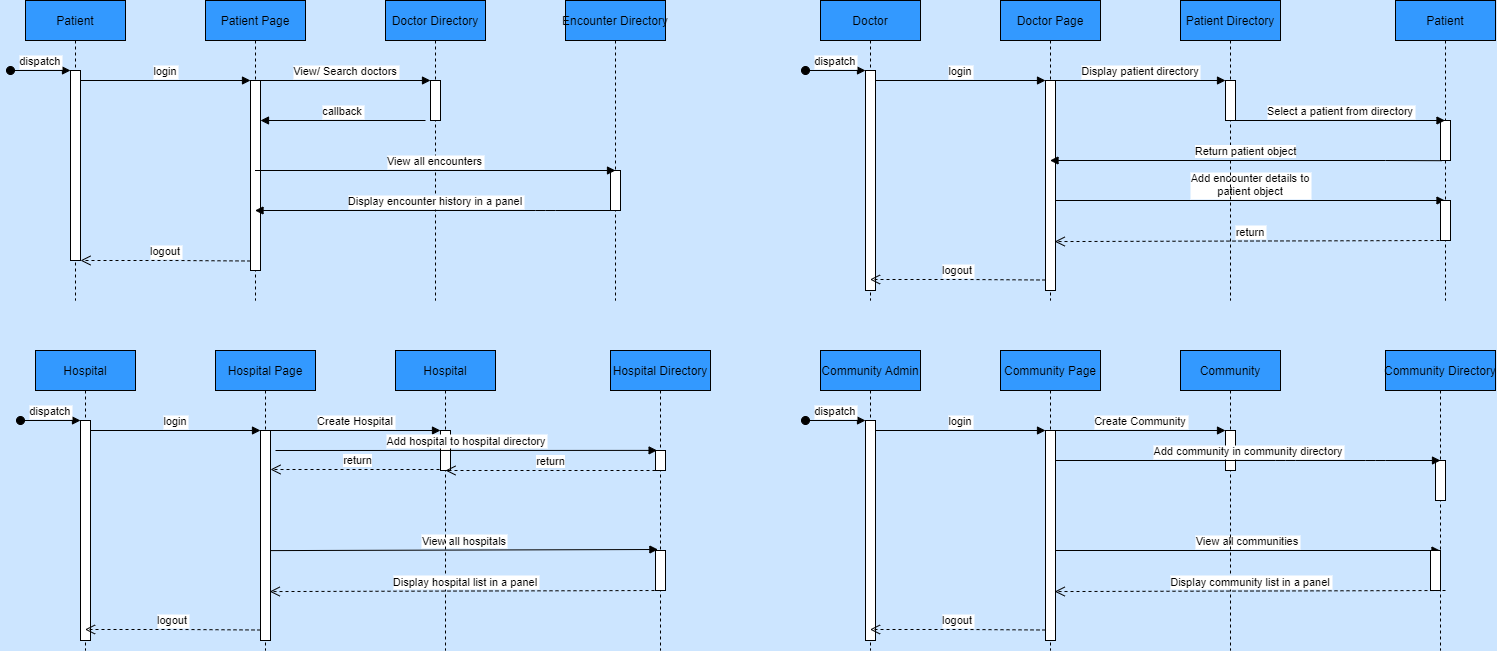 Patient
Patient Page
Doctor Directory
Encounter Directory
dispatch
login
View/ Search doctors
callback
View all encounters
Display encounter history in a panel
logout
Doctor
Doctor Page
Patient Directory
Patient
dispatch
login
Display patient directory
Select a patient from directory
Return patient object
Add encounter details to
patient object
return
logout
Hospital
Hospital Page
Hospital
Hospital Directory
dispatch
login
Create Hospital
Add hospital to hospital directory
return
return
View all hospitals
Display hospital list in a panel
logout
Community Admin
Community Page
Community
Community Directory
dispatch
login
Create Community
Add community in community directory
View all communities
Display community list in a panel
logout